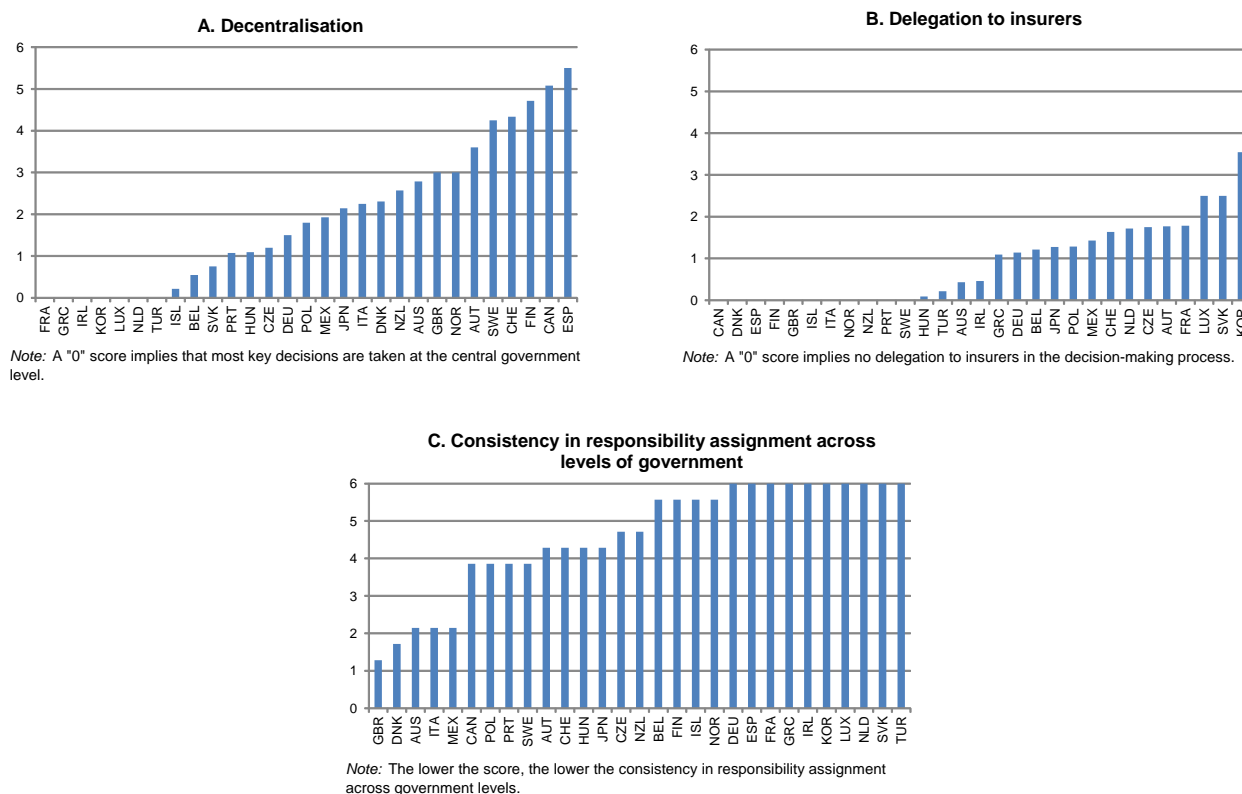 A. Decentralisation
6
5
4
3
2
1
0
FRA
GRC
IRL
KOR
LUX
NLD
TUR
ISL
BEL
SVK
PRT
HUN
CZE
DEU
POL
MEX
JPN
ITA
DNK
NZL
AUS
GBR
NOR
AUT
SWE
CHE
FIN
CAN
ESP
Note: A "0" score implies that most key decisions are taken at the central government
level.
B. Delegation to insurers
6
5
4
3
2
1
0
CAN
DNK
ESP
FIN
GBR
ISL
ITA
NOR
NZL
PRT
SWE
HUN
TUR
AUS
IRL
GRC
DEU
BEL
JPN
POL
MEX
CHE
NLD
CZE
AUT
FRA
LUX
SVK
KOR
Note: A "0" score implies no delegation to insurers in the decision-making process.
C. Consistency in responsibility assignment across
levels of government
6
5
4
3
2
1
0
GBR
DNK
AUS
ITA
MEX
CAN
POL
PRT
SWE
AUT
CHE
HUN
JPN
CZE
NZL
BEL
FIN
ISL
NOR
DEU
ESP
FRA
GRC
IRL
KOR
LUX
NLD
SVK
TUR
Note: The lower the score, the lower the consistency in responsibility assignment
across government levels.